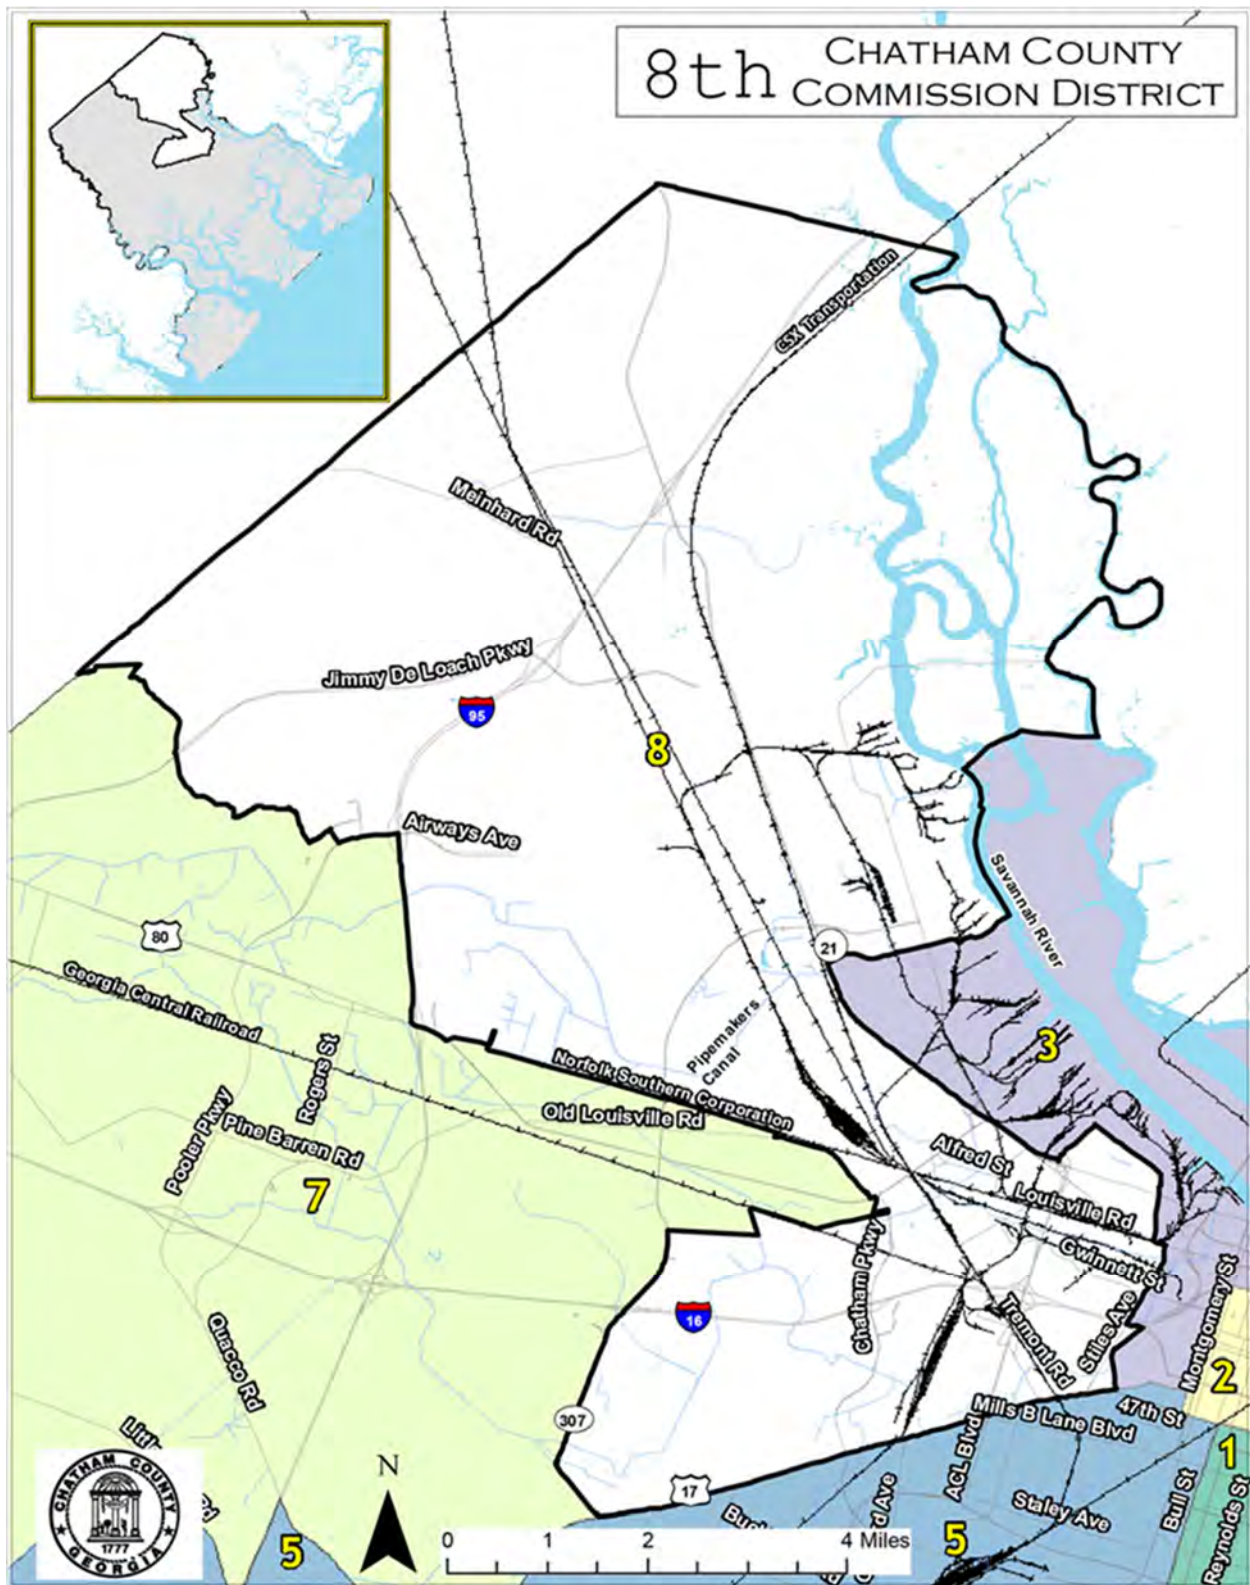 8th
CHATHAM COUNTY
COMMISSION DISTRICT
CSX Transportation
Meinhard Rd
Jimmy De Loach Pkwy
95
8
Airways Ave
Savannah River
80
21
Georgia Central Railroad
Rogers St
Pipemakers
Canal
3
Norfolk Southern Corporation
Old Louisville Rd
Pooler Pkwy
Pine Barren Rd
Alfred St
7
Louisville Rd
Gwinnett St
Chatham Pkwy
16
Montgomery St
Stiles Ave
Tremont Rd
Quacco Rd
2
307
47th St
Mills B Lane Blvd
ACL Blvd
1
17
Staley Ave
Bull St
Reynolds St
5
5
N
0 2 4 Miles
CHATHAM COUNTY
1777
GEORGIA